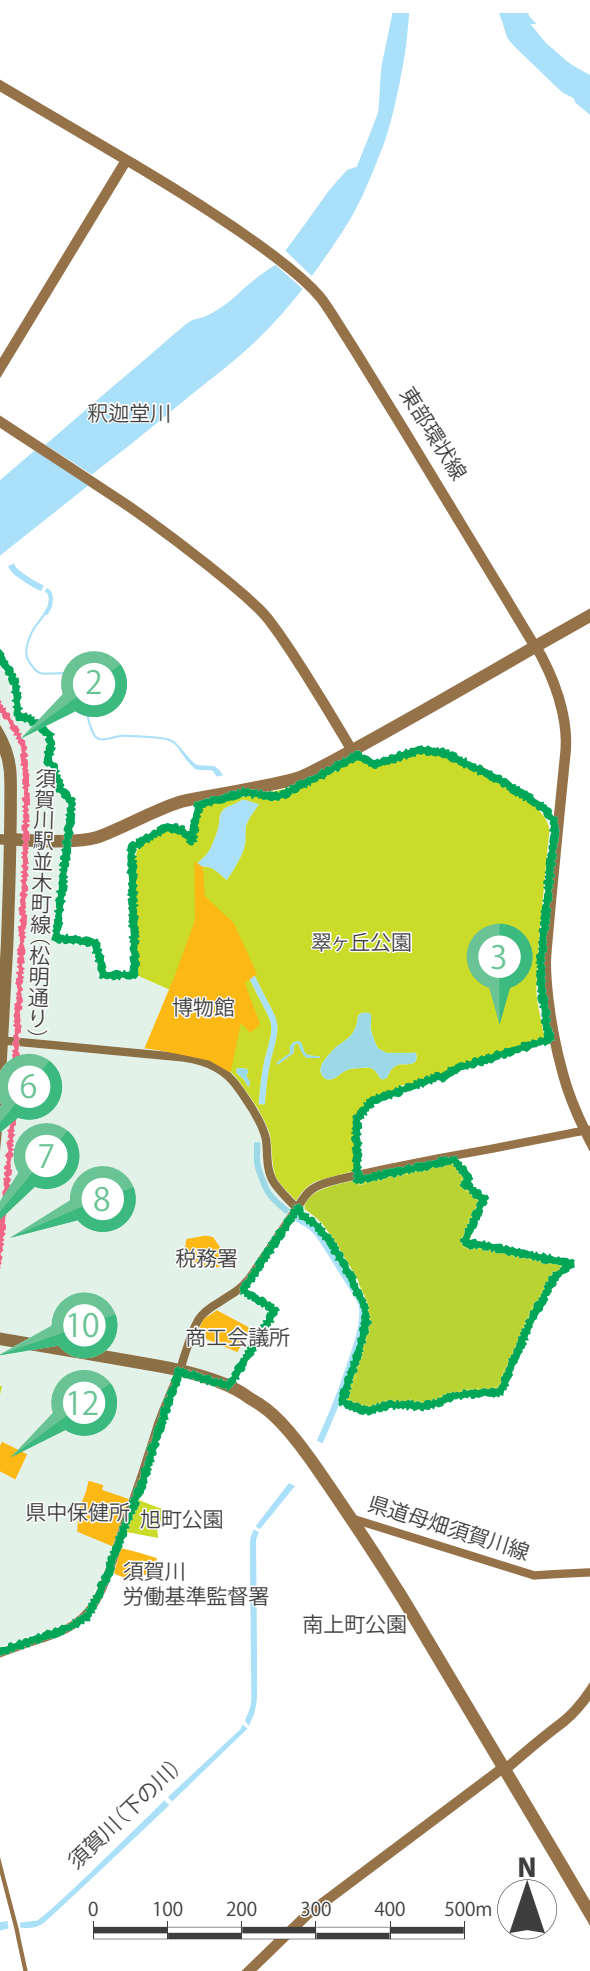 釈迦堂川
東部環状線
2
須賀川駅並木町線(松明通り)
翠ヶ丘公園
3
博物館
6
7
8
税務署
10
商工会議所
12
県中保健所
旭町公園
県道母畑須賀川線
須賀川
労働基準監督署
南上町公園
須賀川(下の川)
N
0 100 200 300 400 500m